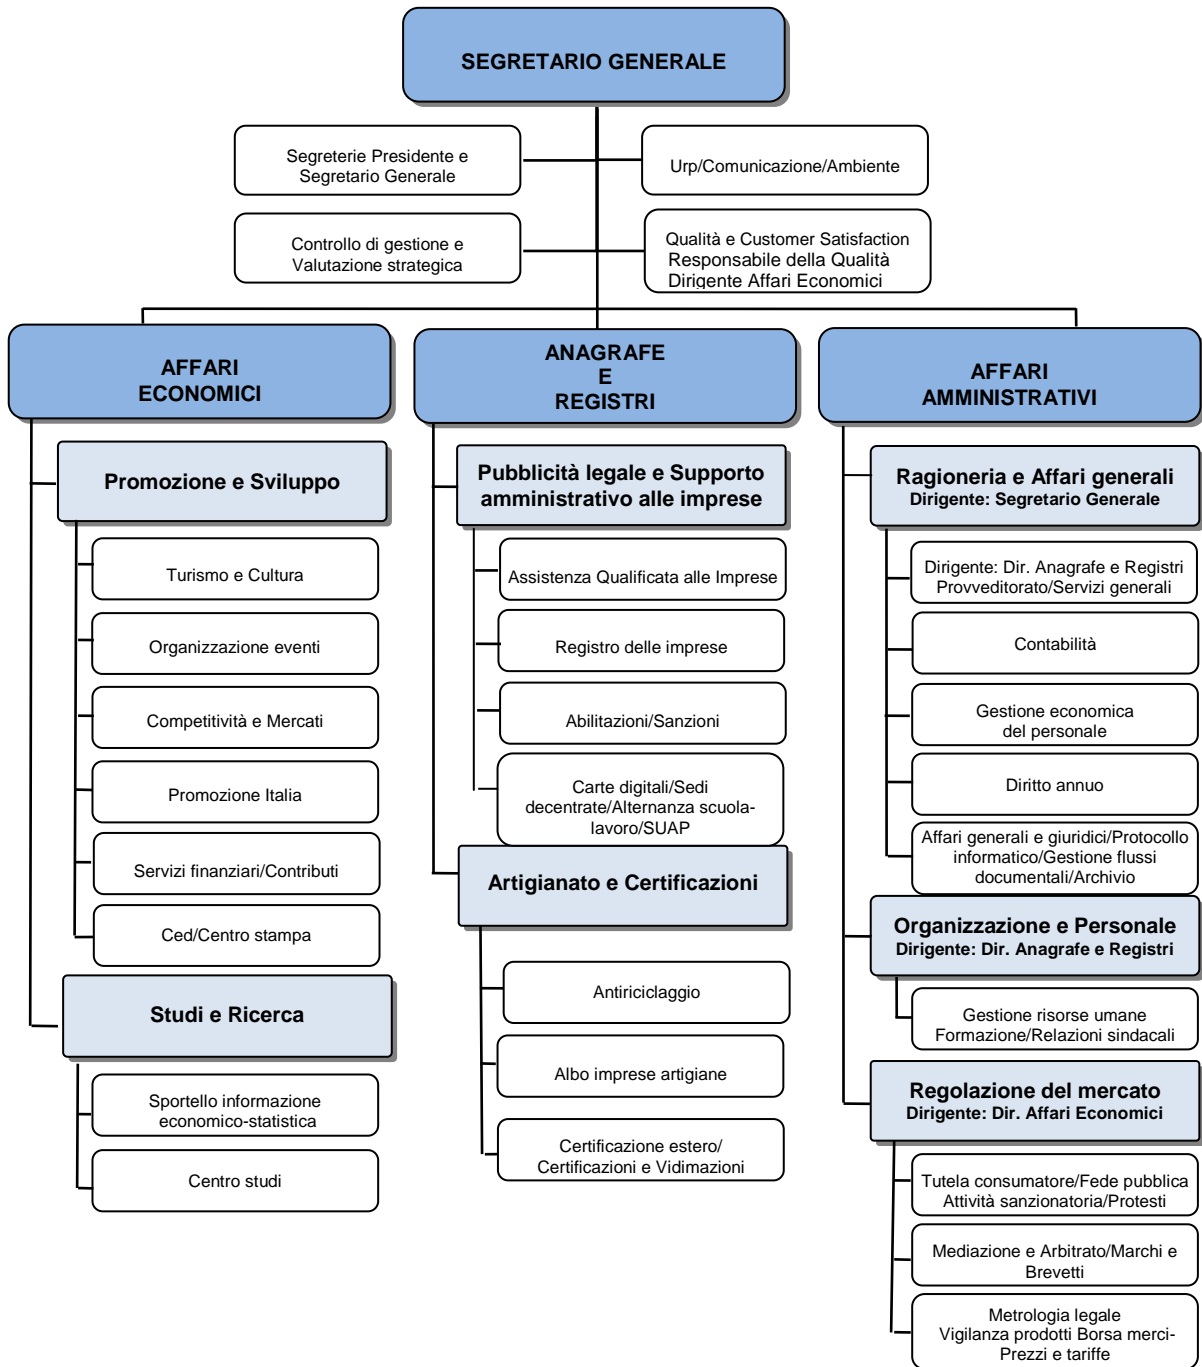 SEGRETARIO GENERALE
Segreterie Presidente e
Segretario Generale
Urp/Comunicazione/Ambiente
Controllo di gestione e
Valutazione strategica
Qualità e Customer Satisfaction
Responsabile della Qualità
Dirigente Affari Economici
AFFARI
ECONOMICI
Promozione e Sviluppo
Turismo e Cultura
Organizzazione eventi
Competitività e Mercati
Promozione Italia
Servizi finanziari/Contributi
Ced/Centro stampa
Studi e Ricerca
Sportello informazione
economico-statistica
Centro studi
ANAGRAFE
E
REGISTRI
Pubblicità legale e Supporto
amministrativo alle imprese
Assistenza Qualificata alle Imprese
Registro delle imprese
Abilitazioni/Sanzioni
Carte digitali/Sedi
decentrate/Alternanza scuola-
lavoro/SUAP
Artigianato e Certificazioni
Antiriciclaggio
Albo imprese artigiane
Certificazione estero/
Certificazioni e Vidimazioni
AFFARI
AMMINISTRATIVI
Ragioneria e Affari generali
Dirigente: Segretario Generale
Dirigente: Dir. Anagrafe e Registri
Provveditorato/Servizi generali
Contabilità
Gestione economica
del personale
Diritto annuo
Affari generali e giuridici/Protocollo
informatico/Gestione flussi
documentali/Archivio
Organizzazione e Personale
Dirigente: Dir. Anagrafe e Registri
Gestione risorse umane
Formazione/Relazioni sindacali
Regolazione del mercato
Dirigente: Dir. Affari Economici
Tutela consumatore/Fede pubblica
Attività sanzionatoria/Protesti
Mediazione e Arbitrato/Marchi e
Brevetti
Metrologia legale
Vigilanza prodotti Borsa merci-
Prezzi e tariffe